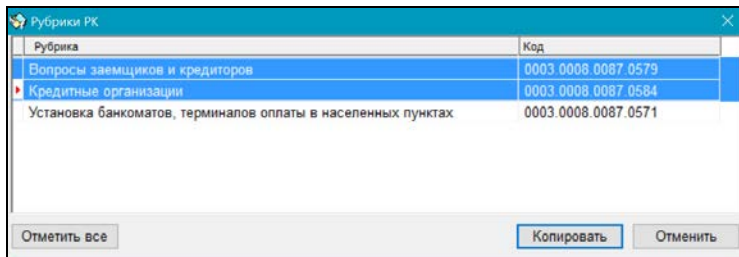 Рубрики РК
Рубрика Код
Вопросы заемщиков и кредиторов 0003.0008.0087.0579
Кредитные организации 0003.0008.0087.0584
Установка банкоматов, терминалов оплаты в населенных пунктах 0003.0008.0087.0571
Отметить все Копировать Отменить